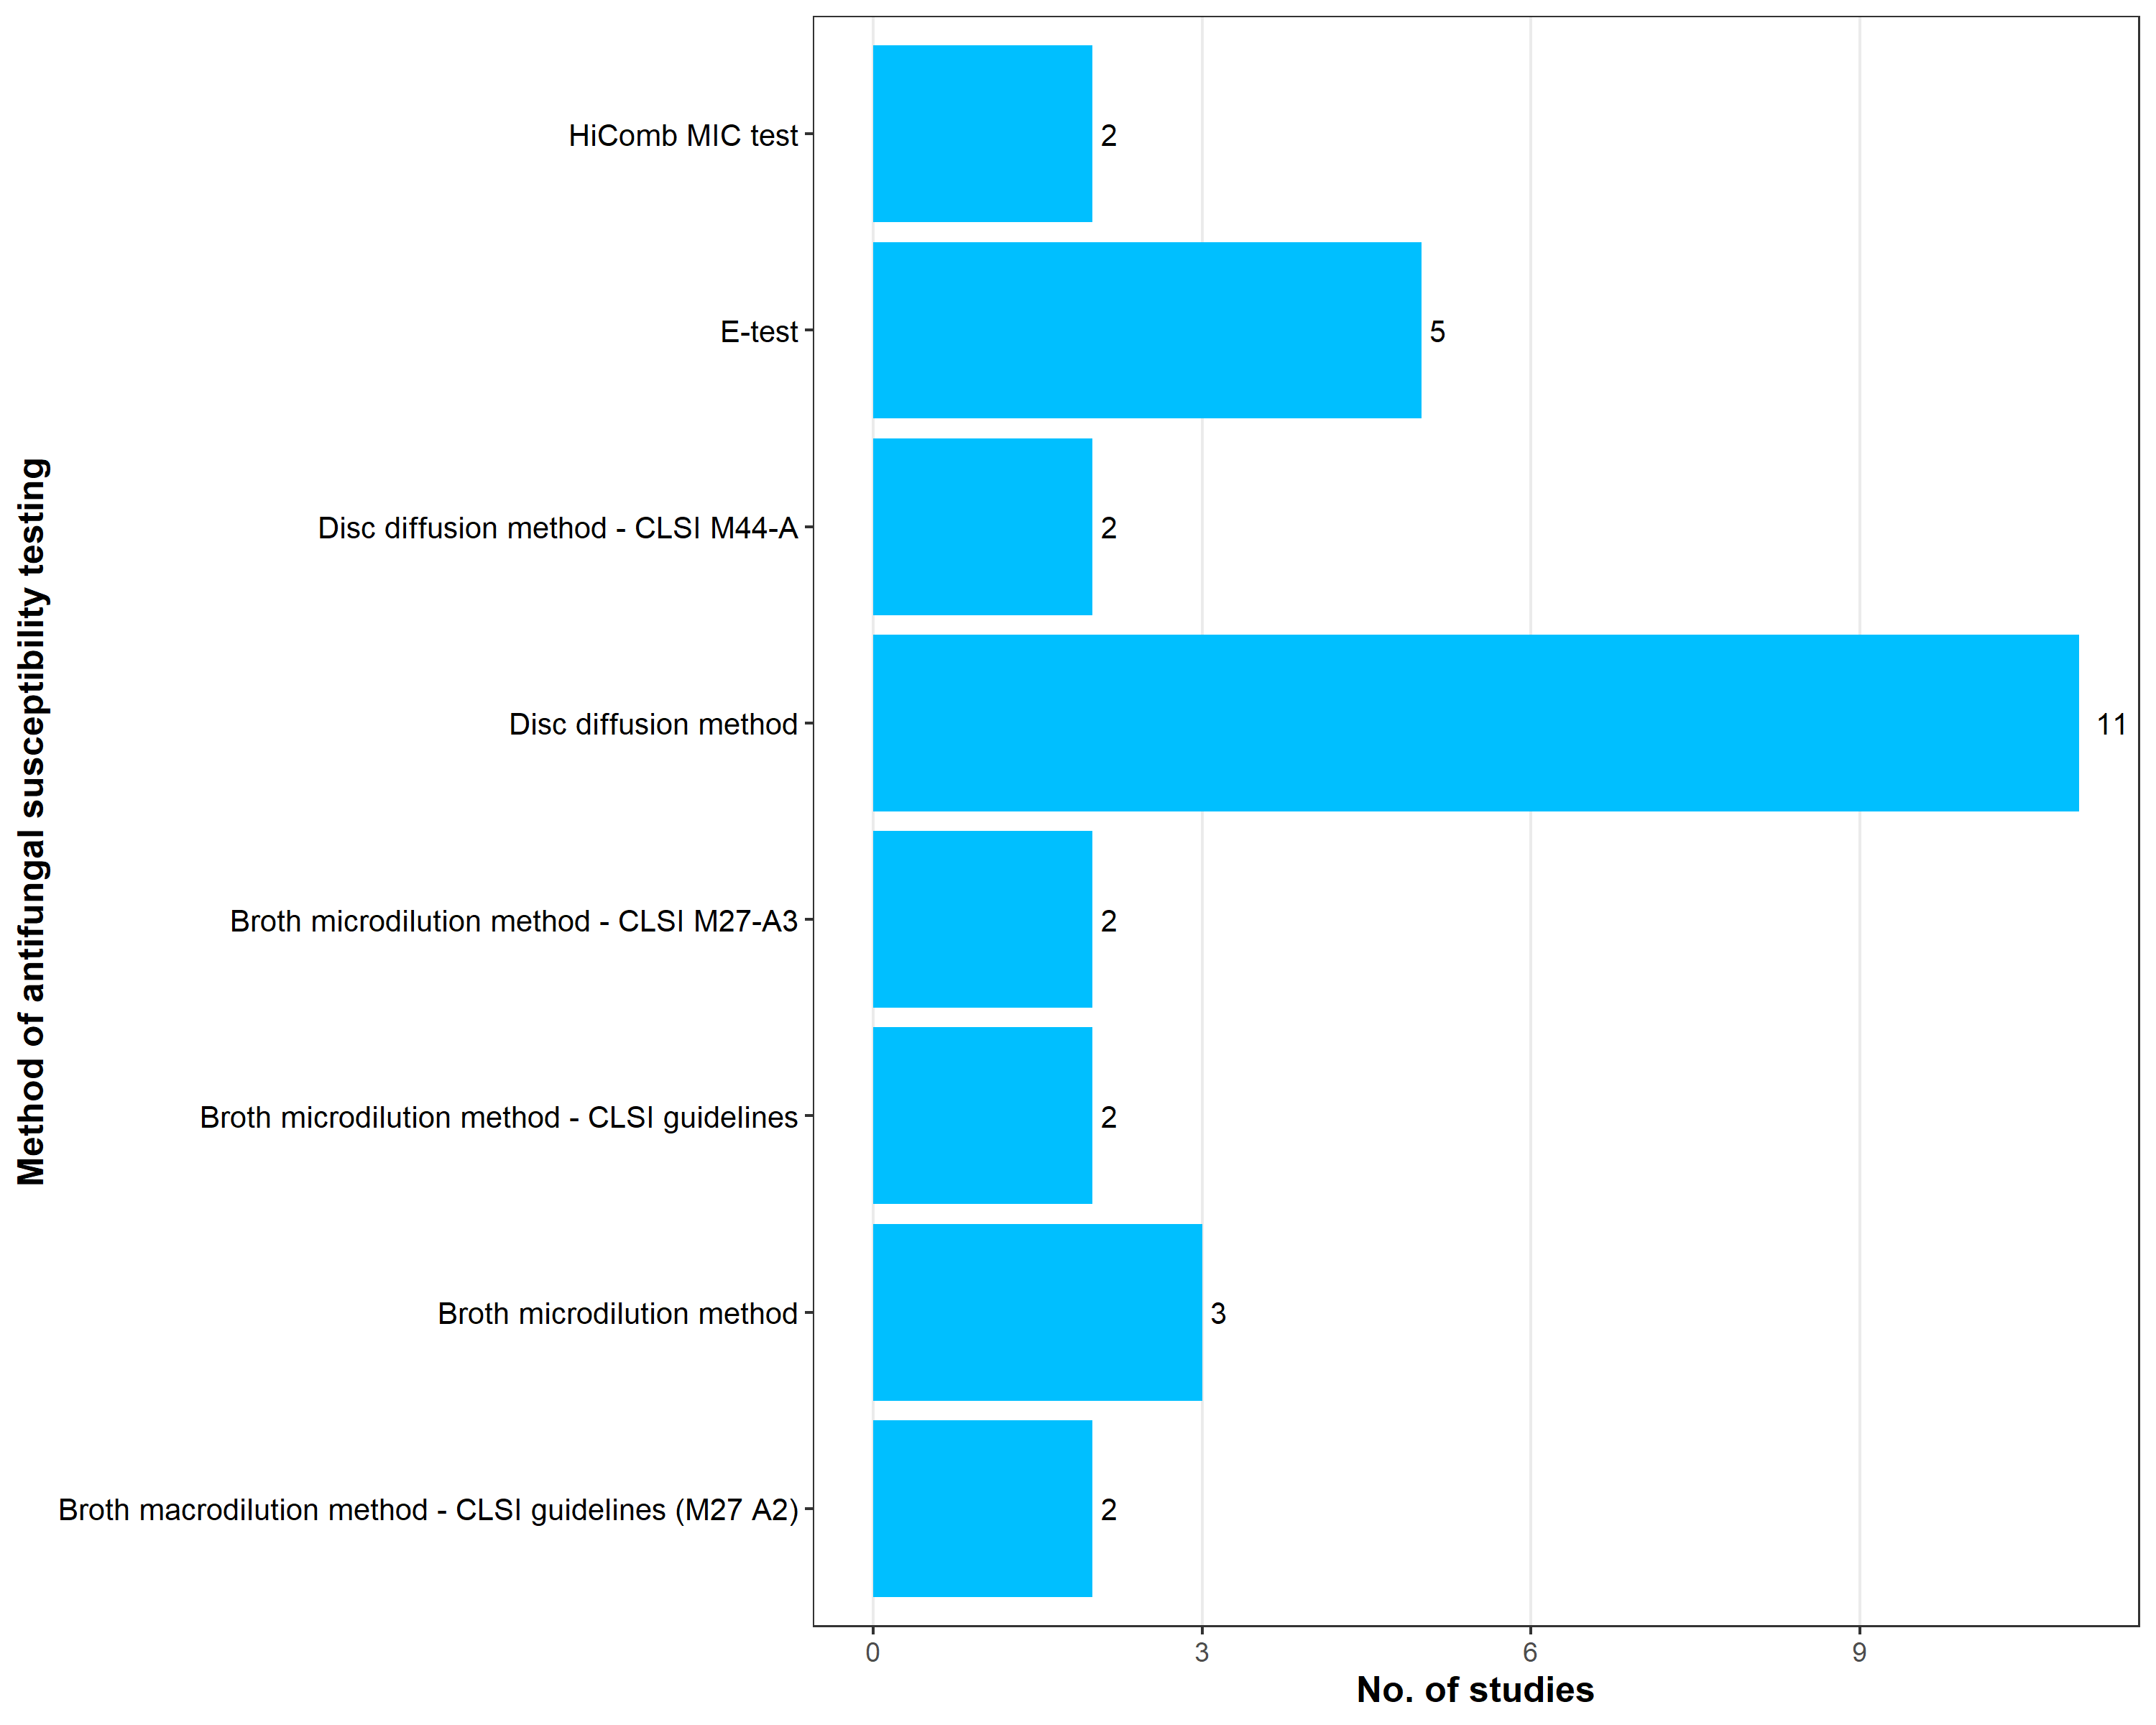 Method of antifungal susceptibility testing
HiComb MIC test
2
E-test
5
Disc diffusion method - CLSI M44-A
2
Disc diffusion method
11
Broth microdilution method - CLSI M27-A3
2
Broth microdilution method - CLSI guidelines
2
Broth microdilution method
3
Broth macrodilution method - CLSI guidelines (M27 A2)
2
0 3 6 9
No. of studies